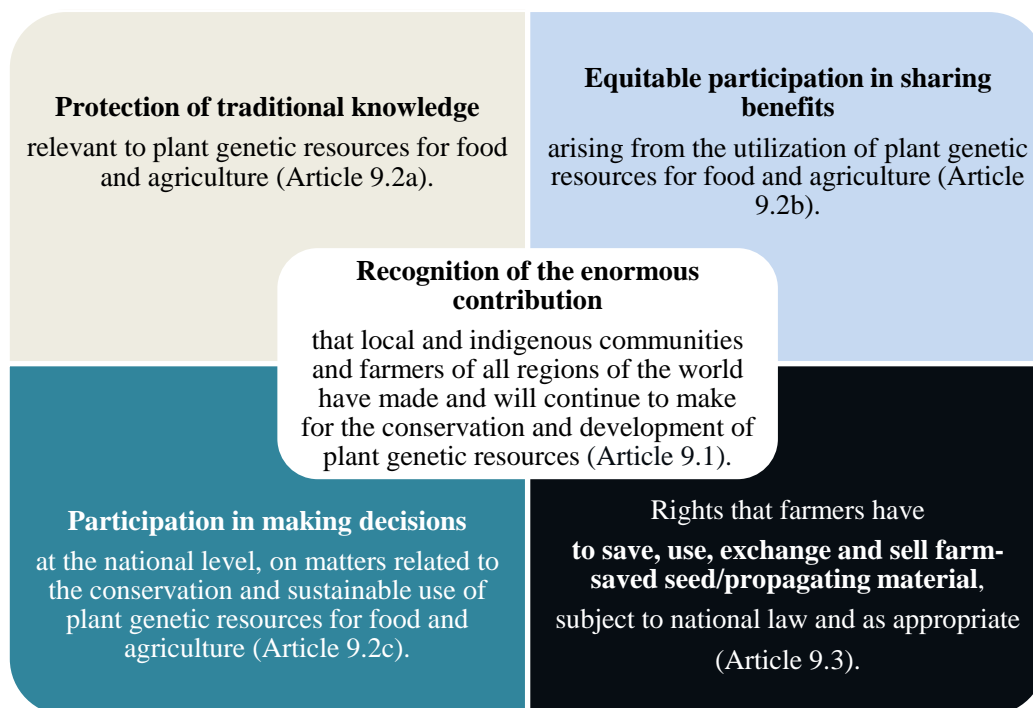 Protection of traditional knowledge
relevant to plant genetic resources for food
and agriculture (Article 9.2a).
Equitable participation in sharing
benefits
arising from the utilization of plant genetic
resources for food and agriculture (Article
9.2b).
Recognition of the enormous
contribution
that local and indigenous communities
and farmers of all regions of the world
have made and will continue to make
for the conservation and development of
plant genetic resources (Article 9.1).
Participation in making decisions
at the national level, on matters related to
the conservation and sustainable use of
plant genetic resources for food and
agriculture (Article 9.2c).
Rights that farmers have
to save, use, exchange and sell farm-
saved seed/propagating material,
subject to national law and as appropriate
(Article 9.3).